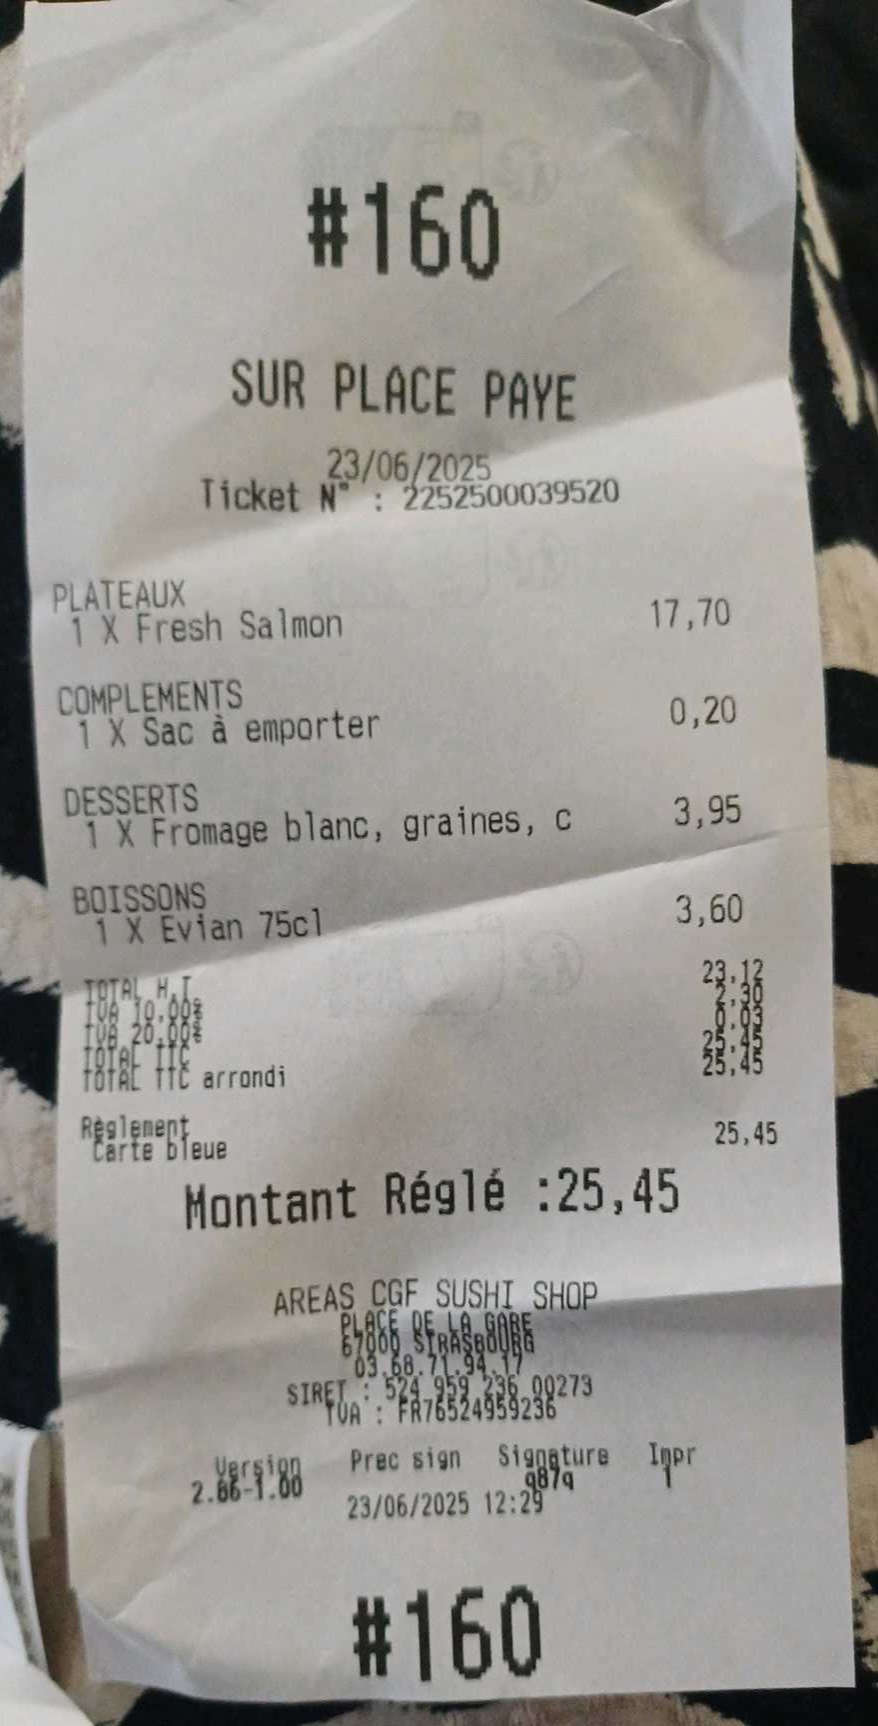 #160
SUR PLACE PAYE
23/06/2025
Ticket N° : 2252500039520
PLATEAUX
1 X Fresh Salmon 17,70
COMPLEMENTS
1 X Sac à emporter 0,20
DESSERTS
1 X Fromage blanc, graines, c 3,95
BOISSONS
1 X Evian 75cl 3,60
TOTAL H.T 23,12
TVA 10.00% 2,30
TVA 20.00% 0,03
TOTAL TTC 25,45
TOTAL TTC arrondi 25,45
Règlement
Carte bleue 25,45
Montant Réglé :25,45
AREAS CGF SUSHI SHOP
PLACE DE LA GARE
67000 STRASBOURG
03.68.71.94.17
SIRET : 524 959 236 00273
TVA : FR76524959236
Version Prec sign Signature Impr
2.86-1.00 q87q 1
23/06/2025 12:29
#160